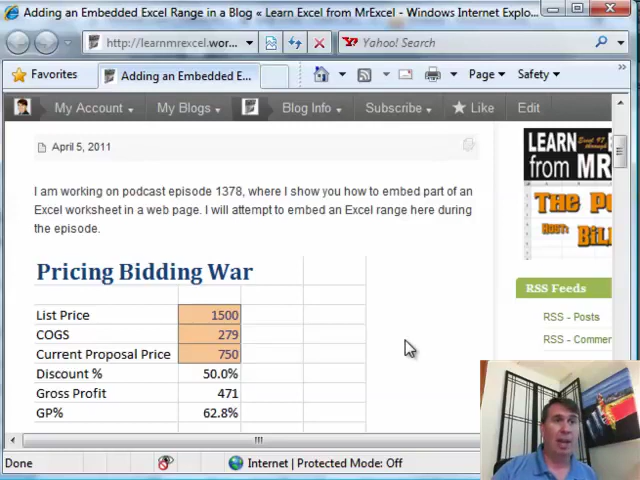 Adding an Embedded Excel Range in a Blog « Learn Excel from MrExcel - Windows Internet Explo...
http://learnmrexcel.wor...
Yahoo! Search
Favorites
Adding an Embedded E...
Page
Safety
»
My Account
My Blogs
Blog Info
Subscribe
Like
Edit
April 5, 2011
I am working on podcast episode 1378, where I show you how to embed part of an
Excel worksheet in a web page. I will attempt to embed an Excel range here during
the episode.
Pricing Bidding War
List Price 1500
COGS 279
Current Proposal Price 750
Discount % 50.0%
Gross Profit 471
GP% 62.8%
LEARN
from MR
HOST:
RSS Feeds
RSS - Posts
RSS - Commen
Done
Internet | Protected Mode: Off